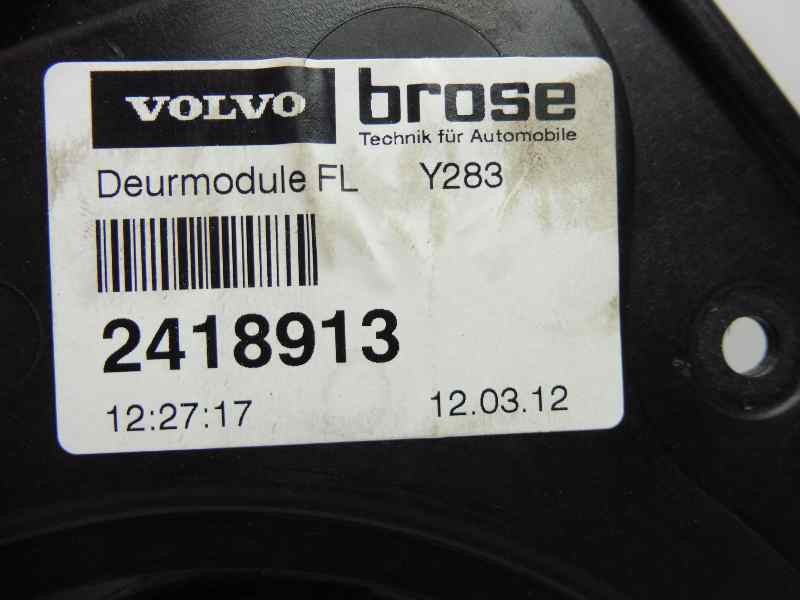 VOLVO brose
Technik für Automobile
Deurmodule FL Y283
2418913
12:27:17 12.03.12